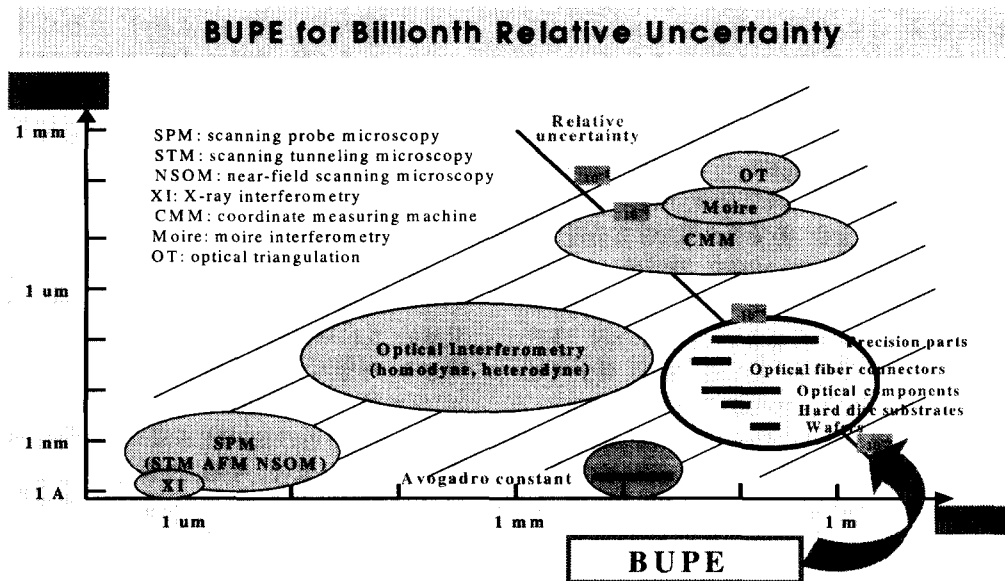 BUPE for Billionth Relative Uncertainty
1 mm
SPM: scanning probe microscopy
STM: scanning tunneling microscopy
NSOM: near-field scanning microscopy
XI: X-ray interferometry
CMM: coordinate measuring machine
Moire: moire interferometry
OT: optical triangulation
Relative
uncertainty
OT
Moire
CMM
1 um
Optical Interferometry
(homodyne, heterodyne)
Precision parts
Optical fiber connectors
Optical components
Hard disc substrates
Wafers
1 nm
SPM
(STM AFM NSOM)
XI
Avogadro constant
1 A
1 um
1 mm
1 m
BUPE